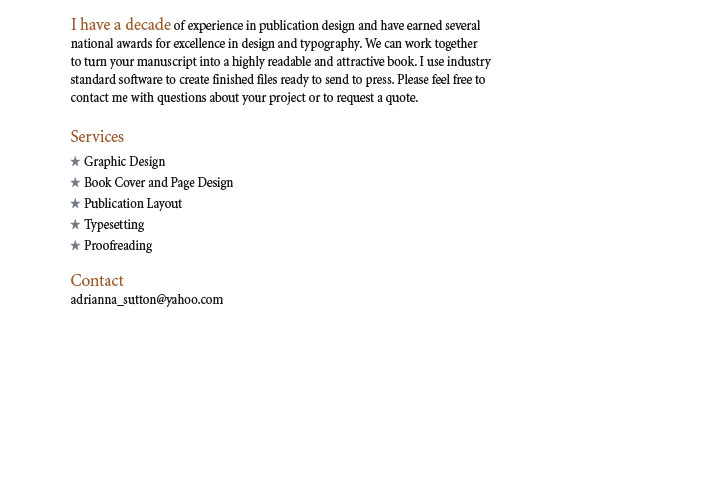 I have a decade of experience in publication design and have earned several
national awards for excellence in design and typography. We can work together
to turn your manuscript into a highly readable and attractive book. I use industry
standard software to create finished files ready to send to press. Please feel free to
contact me with questions about your project or to request a quote.
Services
★ Graphic Design
★ Book Cover and Page Design
★ Publication Layout
★ Typesetting
★ Proofreading
Contact
adrianna_sutton@yahoo.com